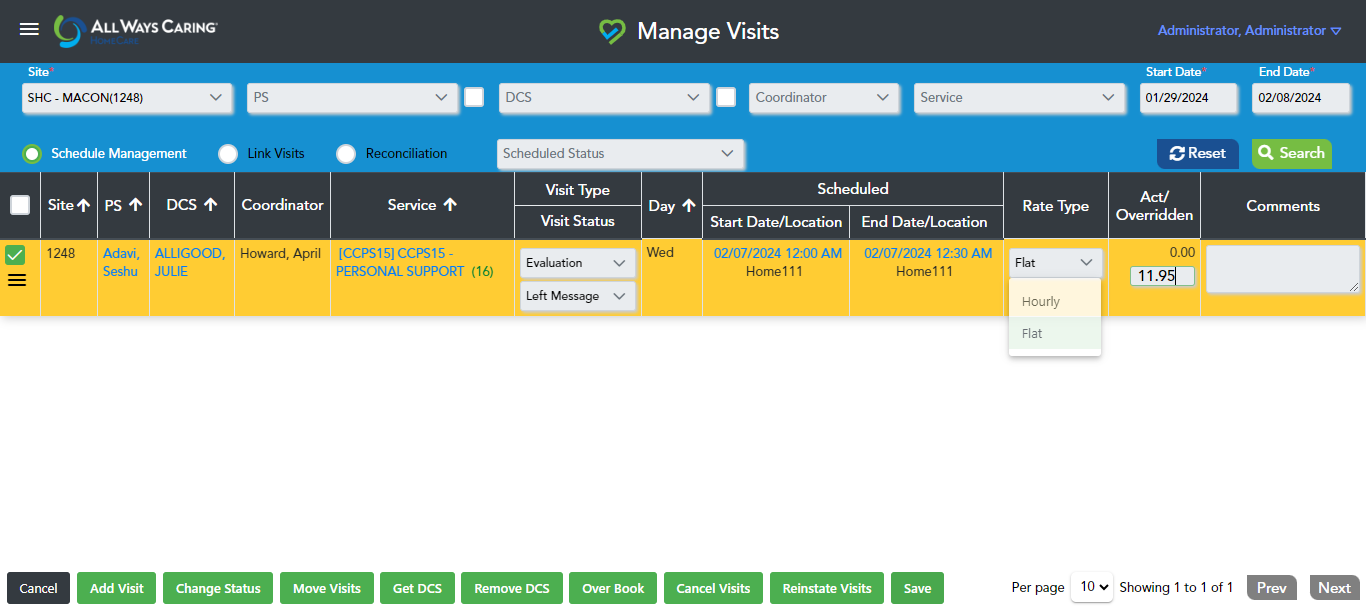 ALL WAYS CARING
HOMECARE
Manage Visits
Administrator, Administrator
Site*
Start Date*
End Date*
SHC - MACON(1248)
PS
DCS
Coordinator
Service
01/29/2024
02/08/2024
Schedule Management
Link Visits
Reconciliation
Scheduled Status
Reset
Search
Site
PS
DCS
Coordinator
Service
Visit Type
Visit Status
Day
Scheduled
Start Date/Location
End Date/Location
Rate Type
Act/
Overridden
Comments
1248
Adavi,
Seshu
ALLIGOOD,
JULIE
Howard, April
[CCPS15] CCPS15 -
PERSONAL SUPPORT (16)
Evaluation
Left Message
Wed
02/07/2024 12:00 AM
Home111
02/07/2024 12:30 AM
Home111
Flat
Hourly
Flat
0.00
11.95
Cancel
Add Visit
Change Status
Move Visits
Get DCS
Remove DCS
Over Book
Cancel Visits
Reinstate Visits
Save
Per page
10
Showing 1 to 1 of 1
Prev
Next